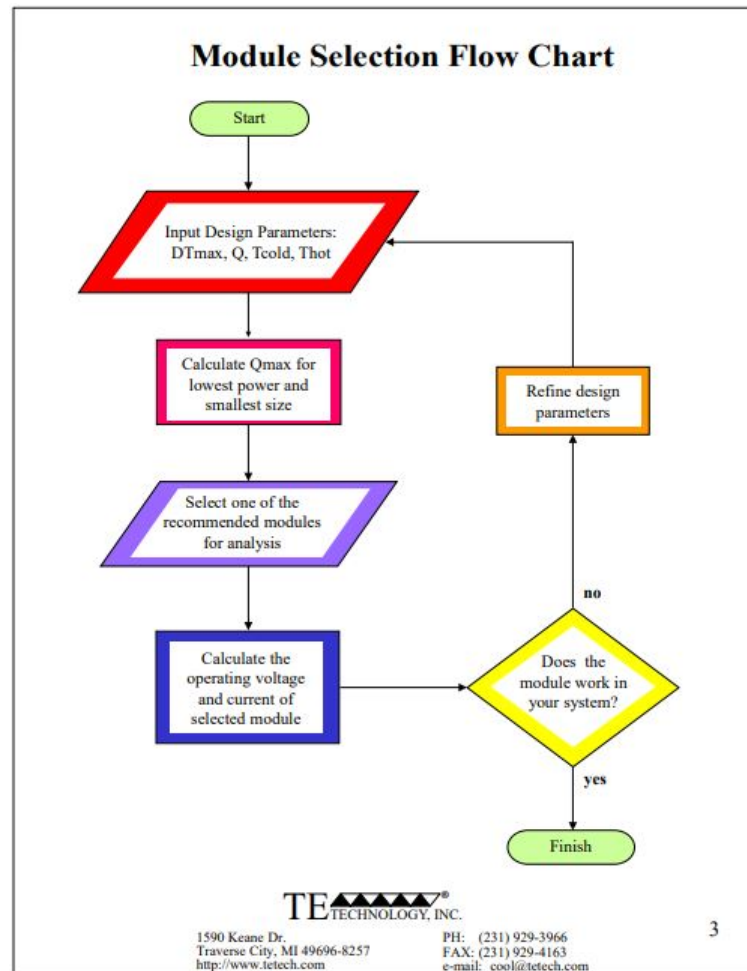 Module Selection Flow Chart
Start
Input Design Parameters:
DTmax, Q, Tcold, Thot
Calculate Qmax for
lowest power and
smallest size
Refine design
parameters
Select one of the
recommended modules
for analysis
no
Calculate the
operating voltage
and current of
selected module
Does the
module work in
your system?
yes
Finish
TE TECHNOLOGY, INC.®
1590 Keane Dr.
Traverse City, MI 49696-8257
http://www.tetech.com
PH: (231) 929-3966
FAX: (231) 929-4163
e-mail: cool@tetech.com
3